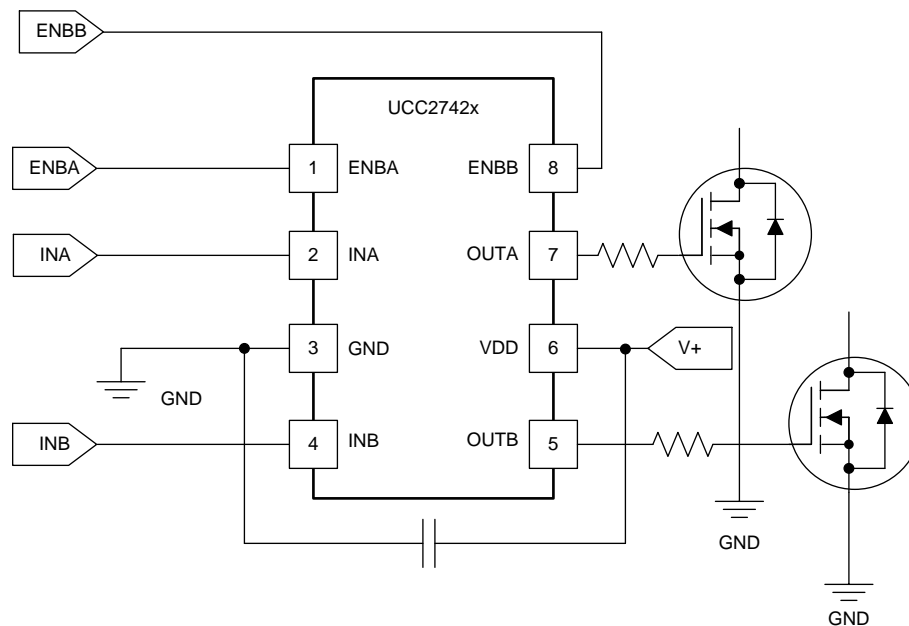 ENBB
UCC2742x
ENBA
1
ENBA
ENBB
8
INA
2
INA
OUTA
7
3
GND
VDD
6
V+
GND
INB
4
INB
OUTB
5
GND
GND